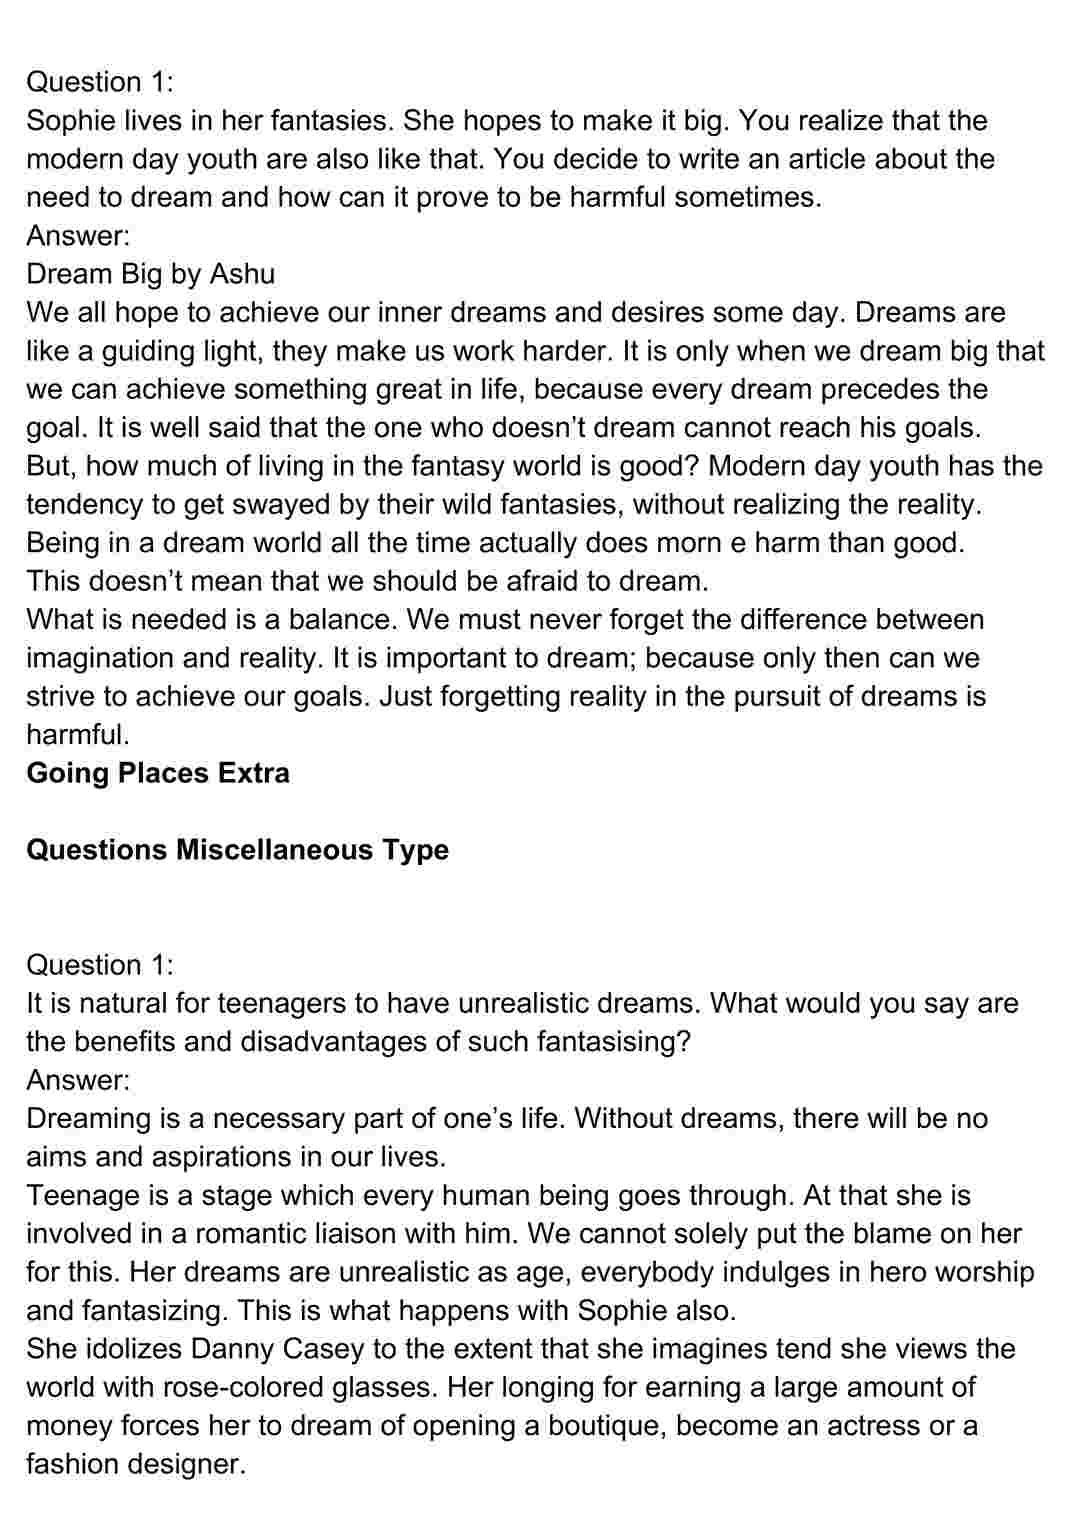 Question 1:
Sophie lives in her fantasies. She hopes to make it big. You realize that the
modern day youth are also like that. You decide to write an article about the
need to dream and how can it prove to be harmful sometimes.
Answer:
Dream Big by Ashu
We all hope to achieve our inner dreams and desires some day. Dreams are
like a guiding light, they make us work harder. It is only when we dream big that
we can achieve something great in life, because every dream precedes the
goal. It is well said that the one who doesn’t dream cannot reach his goals.
But, how much of living in the fantasy world is good? Modern day youth has the
tendency to get swayed by their wild fantasies, without realizing the reality.
Being in a dream world all the time actually does morn e harm than good.
This doesn’t mean that we should be afraid to dream.
What is needed is a balance. We must never forget the difference between
imagination and reality. It is important to dream; because only then can we
strive to achieve our goals. Just forgetting reality in the pursuit of dreams is
harmful.
Going Places Extra
Questions Miscellaneous Type
Question 1:
It is natural for teenagers to have unrealistic dreams. What would you say are
the benefits and disadvantages of such fantasising?
Answer:
Dreaming is a necessary part of one’s life. Without dreams, there will be no
aims and aspirations in our lives.
Teenage is a stage which every human being goes through. At that she is
involved in a romantic liaison with him. We cannot solely put the blame on her
for this. Her dreams are unrealistic as age, everybody indulges in hero worship
and fantasizing. This is what happens with Sophie also.
She idolizes Danny Casey to the extent that she imagines tend she views the
world with rose-colored glasses. Her longing for earning a large amount of
money forces her to dream of opening a boutique, become an actress or a
fashion designer.